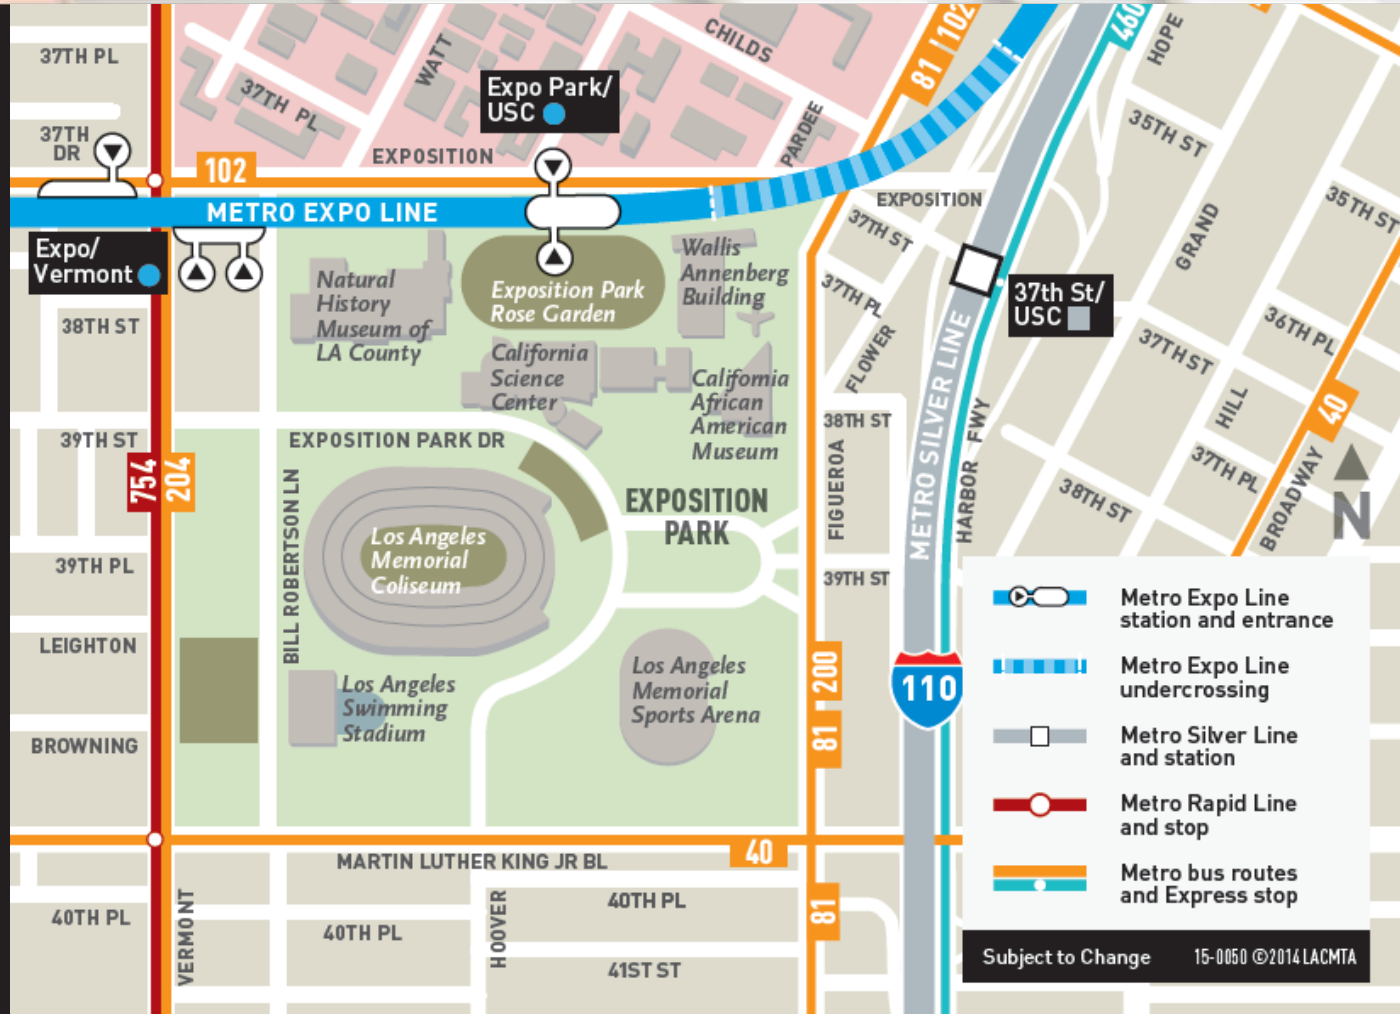 37TH PL
WATT
CHILDS
81 | 102
460
HOPE
37TH PL
Expo Park/
USC
37TH
DR
PARDEE
35TH ST
EXPOSITION
102
METRO EXPO LINE
EXPOSITION
35TH ST
37TH ST
GRAND
Expo/
Vermont
Natural
History
Museum of
LA County
Exposition Park
Rose Garden
Wallis
Annenberg
Building
37TH PL
37th St/
USC
38TH ST
FLOWER
37TH ST
36TH PL
California
Science
Center
California
African
American
Museum
METRO SILVER LINE
HARBOR FWY
HILL
40
39TH ST
EXPOSITION PARK DR
38TH ST
37TH PL
BROADWAY
754
204
BILL ROBERTSON LN
EXPOSITION
PARK
FIGUEROA
38TH ST
N
Los Angeles
Memorial
Coliseum
39TH PL
39TH ST
LEIGHTON
Los Angeles
Swimming
Stadium
Los Angeles
Memorial
Sports Arena
81 | 200
110
BROWNING
Metro Expo Line
station and entrance
Metro Expo Line
undercrossing
Metro Silver Line
and station
Metro Rapid Line
and stop
Metro bus routes
and Express stop
MARTIN LUTHER KING JR BL
40
40TH PL
VERMONT
40TH PL
HOOVER
40TH PL
41ST ST
81
Subject to Change
15-0050 ©2014 LACMTA